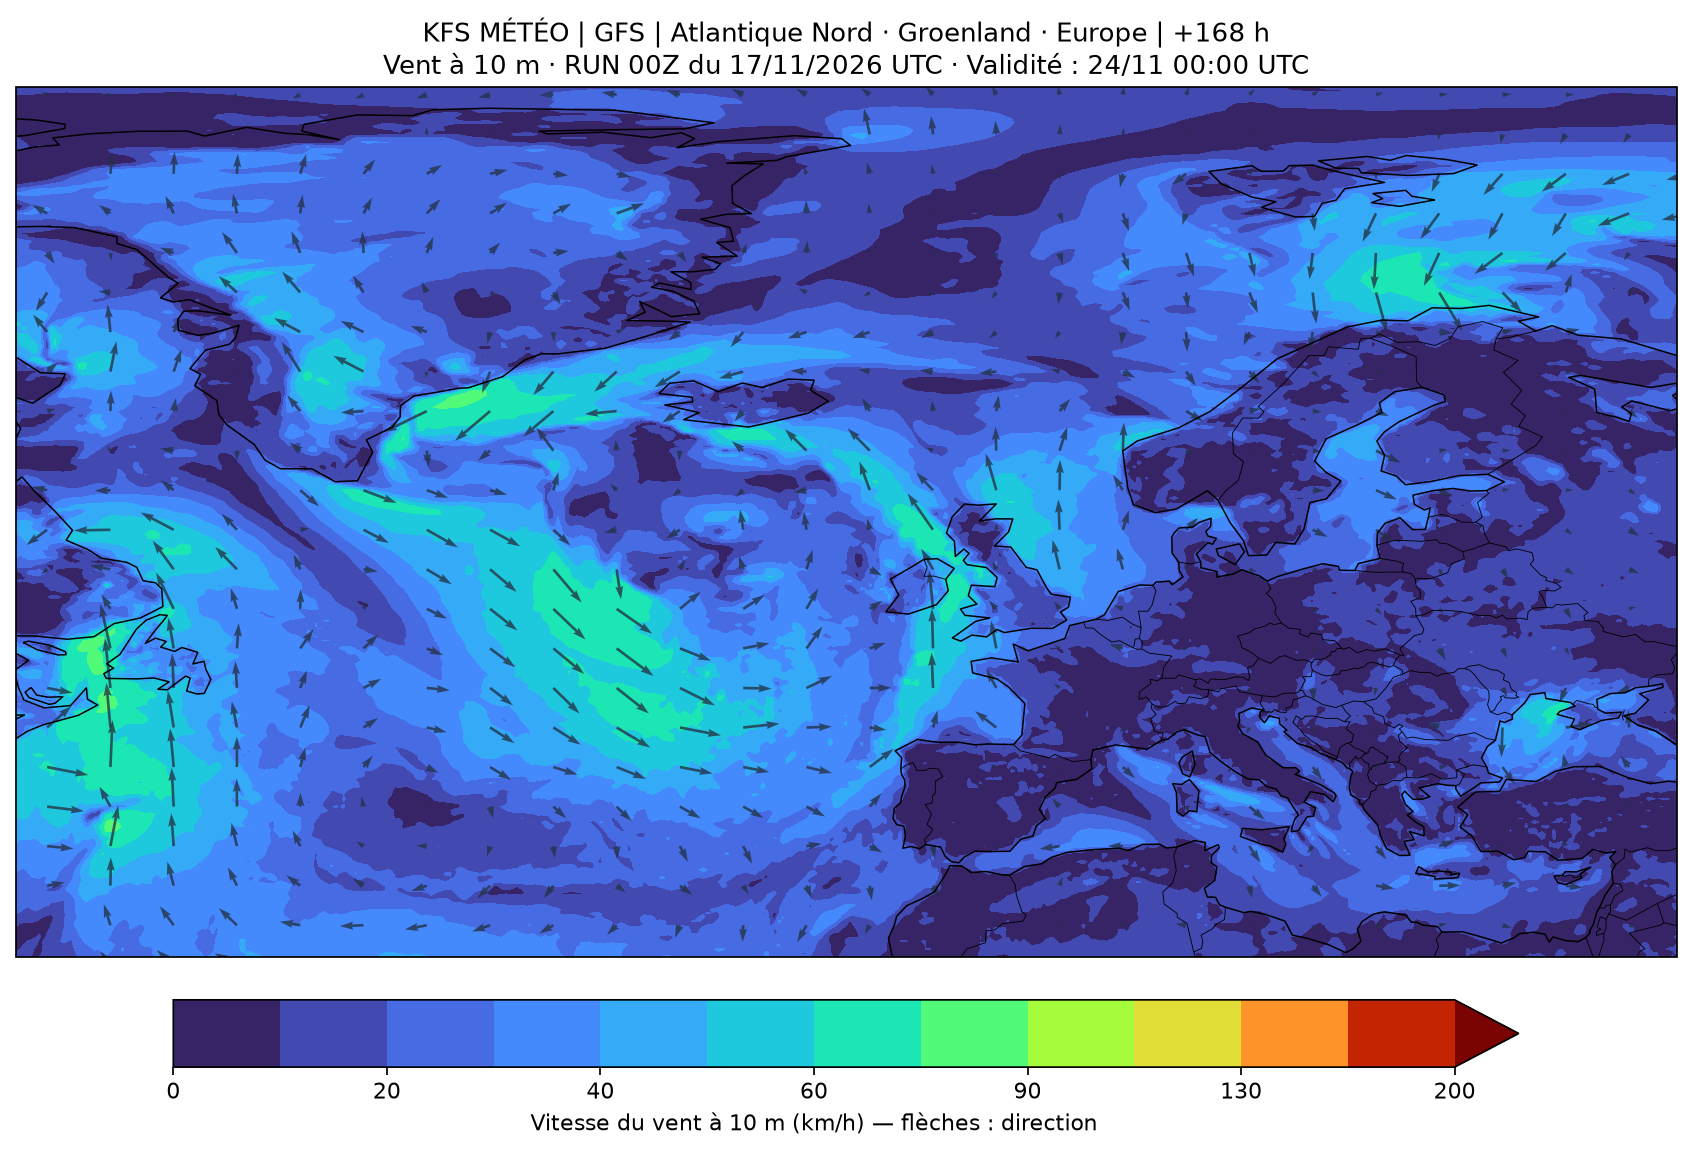 KFS MÉTÉO | GFS | Atlantique Nord · Groenland · Europe | +168 h
Vent à 10 m · RUN 00Z du 17/11/2026 UTC · Validité : 24/11 00:00 UTC
0 20 40 60 90 130 200
Vitesse du vent à 10 m (km/h) — flèches : direction